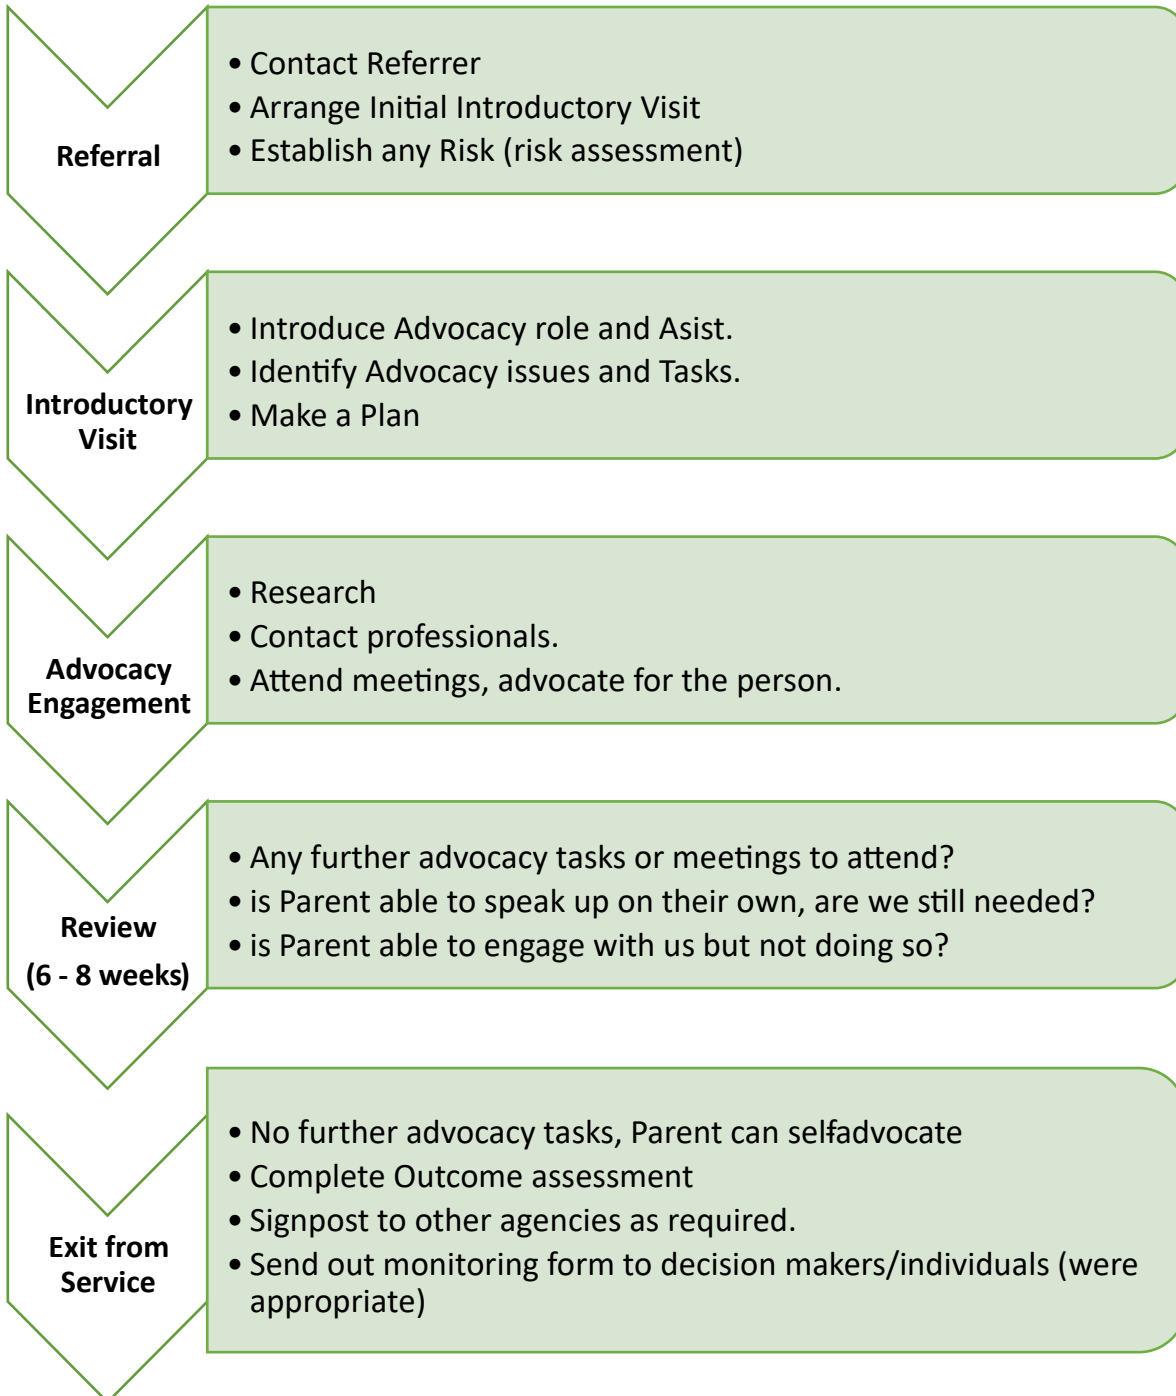 Referral
• Contact Referrer
• Arrange Initial Introductory Visit
• Establish any Risk (risk assessment)
Introductory
Visit
• Introduce Advocacy role and Asist.
• Identify Advocacy issues and Tasks.
• Make a Plan
Advocacy
Engagement
• Research
• Contact professionals.
• Attend meetings, advocate for the person.
Review
(6 - 8 weeks)
• Any further advocacy tasks or meetings to attend?
• is Parent able to speak up on their own, are we still needed?
• is Parent able to engage with us but not doing so?
Exit from
Service
• No further advocacy tasks, Parent can self-advocate
• Complete Outcome assessment
• Signpost to other agencies as required.
• Send out monitoring form to decision makers/individuals (were
appropriate)